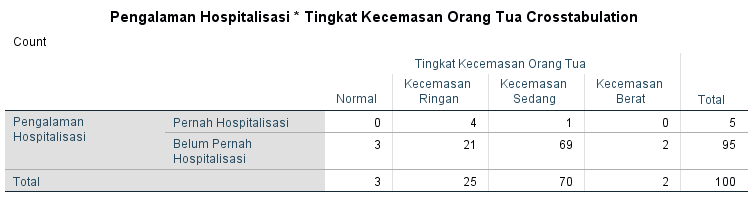 Pengalaman Hospitalisasi * Tingkat Kecemasan Orang Tua Crosstabulation
Count
Tingkat Kecemasan Orang Tua
Normal Kecemasan Ringan Kecemasan Sedang Kecemasan Berat Total
Pengalaman Hospitalisasi Pernah Hospitalisasi 0 4 1 0 5
Belum Pernah Hospitalisasi 3 21 69 2 95
Total 3 25 70 2 100